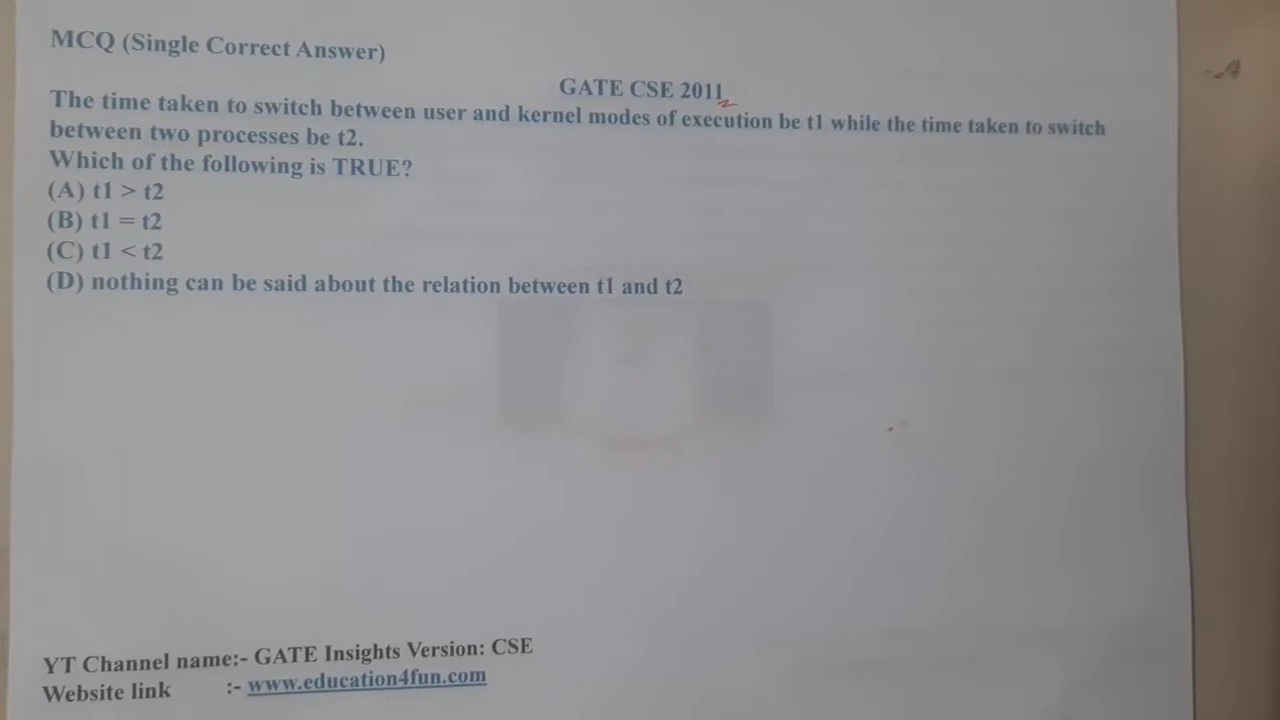 MCQ (Single Correct Answer)
GATE CSE 2011
The time taken to switch between user and kernel modes of execution be t1 while the time taken to switch
between two processes be t2.
Which of the following is TRUE?
(A) t1 > t2
(B) t1 = t2
(C) t1 < t2
(D) nothing can be said about the relation between t1 and t2
YT Channel name:- GATE Insights Version: CSE
Website link :- www.education4fun.com